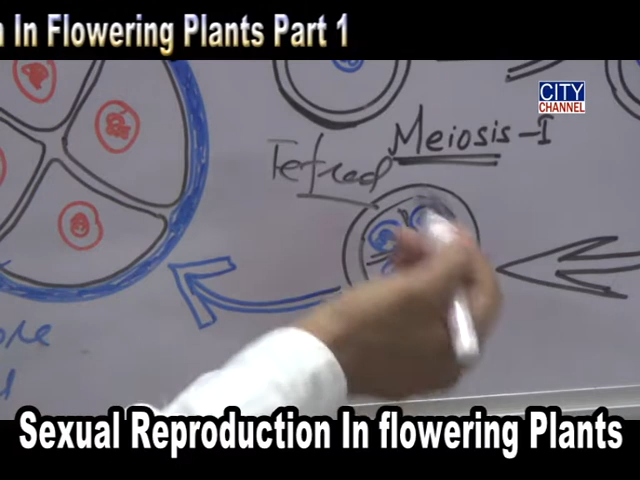 n In Flowering Plants Part 1
CITY
CHANNEL
Meiosis-I
Tetrad
Sexual Reproduction In flowering Plants